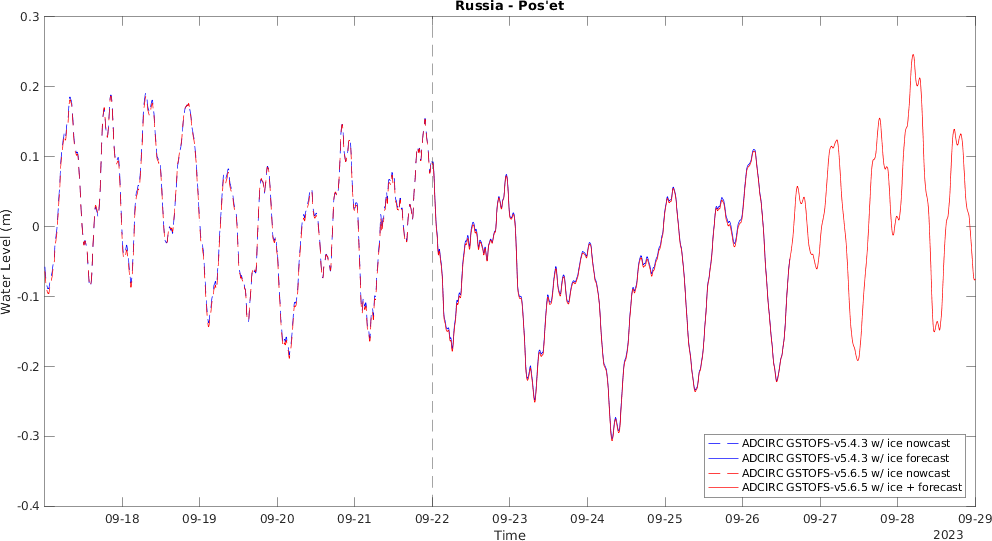 Russia - Pos'et
0.3
0.2
0.1
0
-0.1
-0.2
-0.3
-0.4
Water Level (m)
ADCIRC GSTOFS-v5.4.3 w/ ice nowcast
ADCIRC GSTOFS-v5.4.3 w/ ice forecast
ADCIRC GSTOFS-v5.6.5 w/ ice nowcast
ADCIRC GSTOFS-v5.6.5 w/ ice + forecast
09-18 09-19 09-20 09-21 09-22 09-23 09-24 09-25 09-26 09-27 09-28 09-29
Time
2023